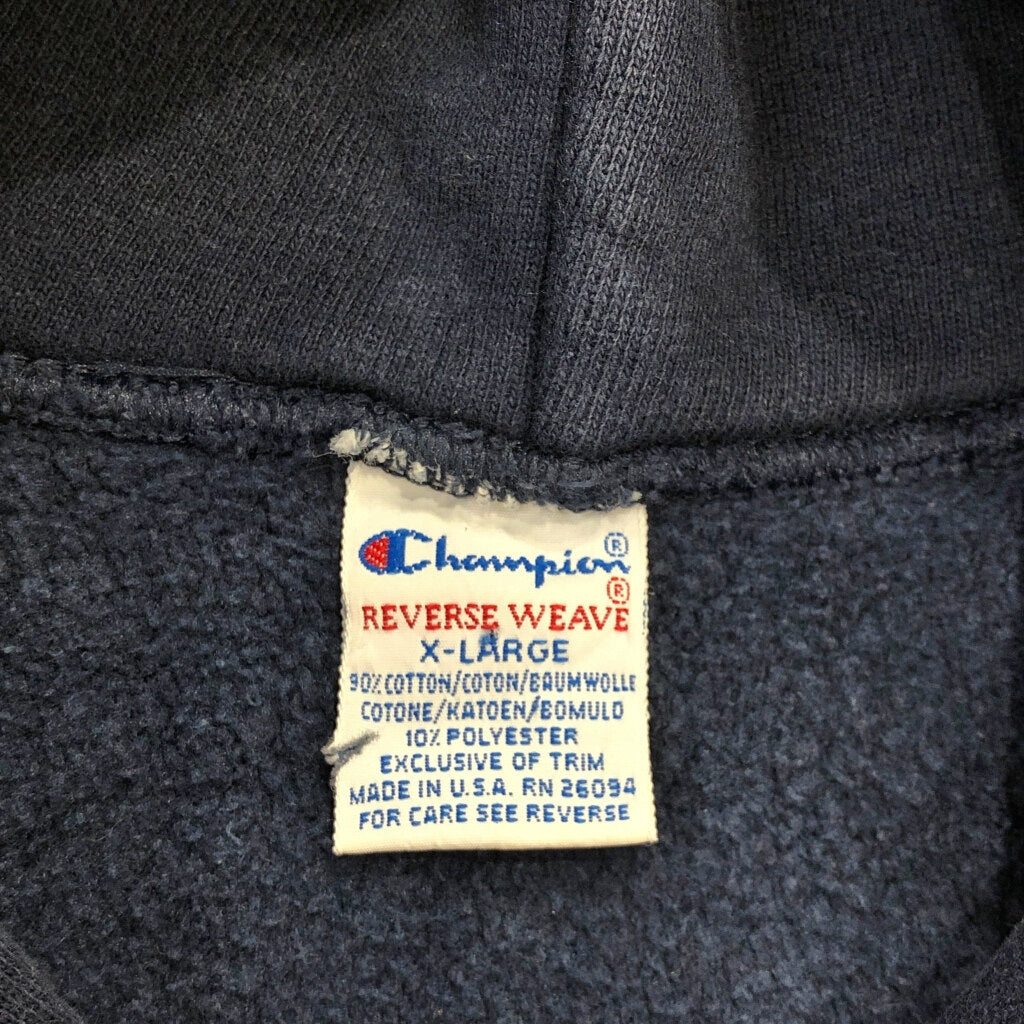 Champion®
REVERSE WEAVE®
X-LARGE
90% COTTON/COTON/BAUMWOLLE
COTONE/KATOEN/BOMULD
10% POLYESTER
EXCLUSIVE OF TRIM
MADE IN U.S.A. RN 26094
FOR CARE SEE REVERSE